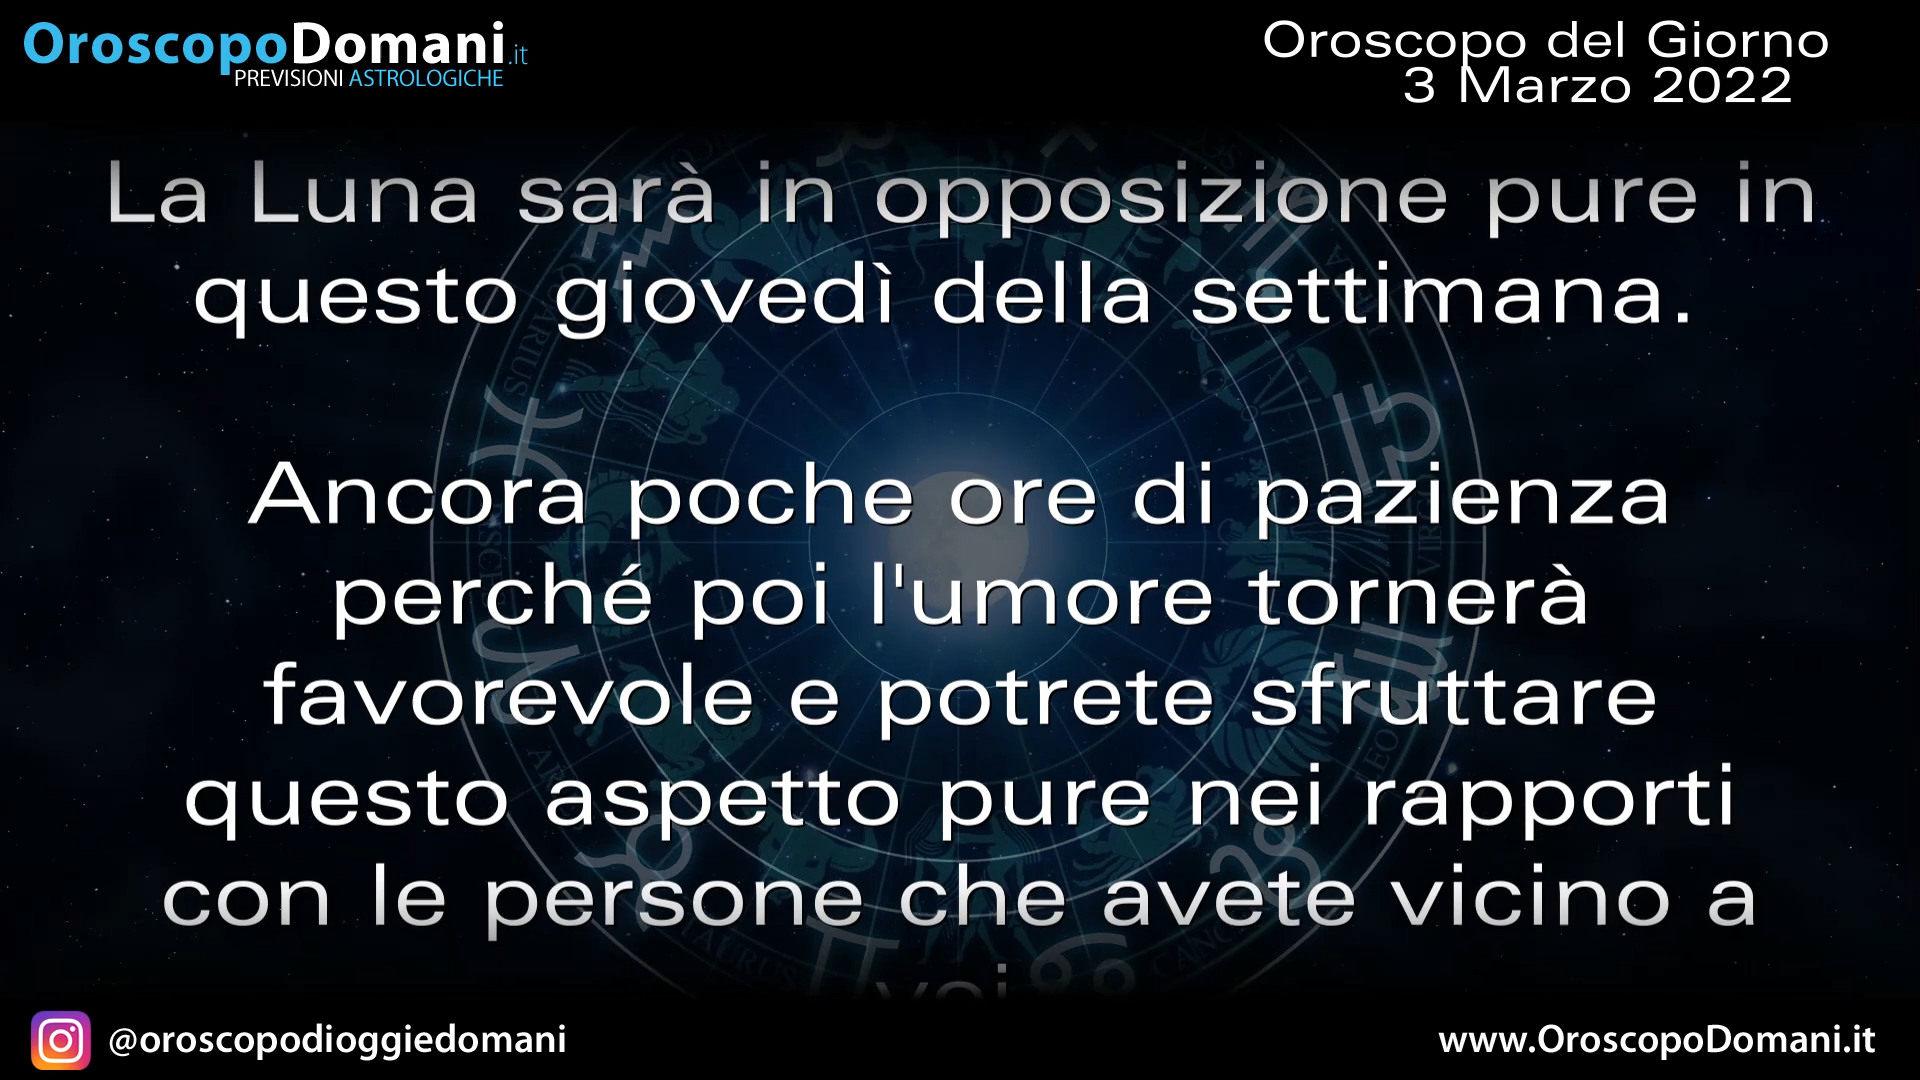 OroscopoDomani.it
PREVISIONI ASTROLOGICHE
Oroscopo del Giorno
3 Marzo 2022
La Luna sarà in opposizione pure in
questo giovedì della settimana.
Ancora poche ore di pazienza
perché poi l'umore tornerà
favorevole e potrete sfruttare
questo aspetto pure nei rapporti
con le persone che avete vicino a
voi
@oroscopodioggiedomani
www.OroscopoDomani.it